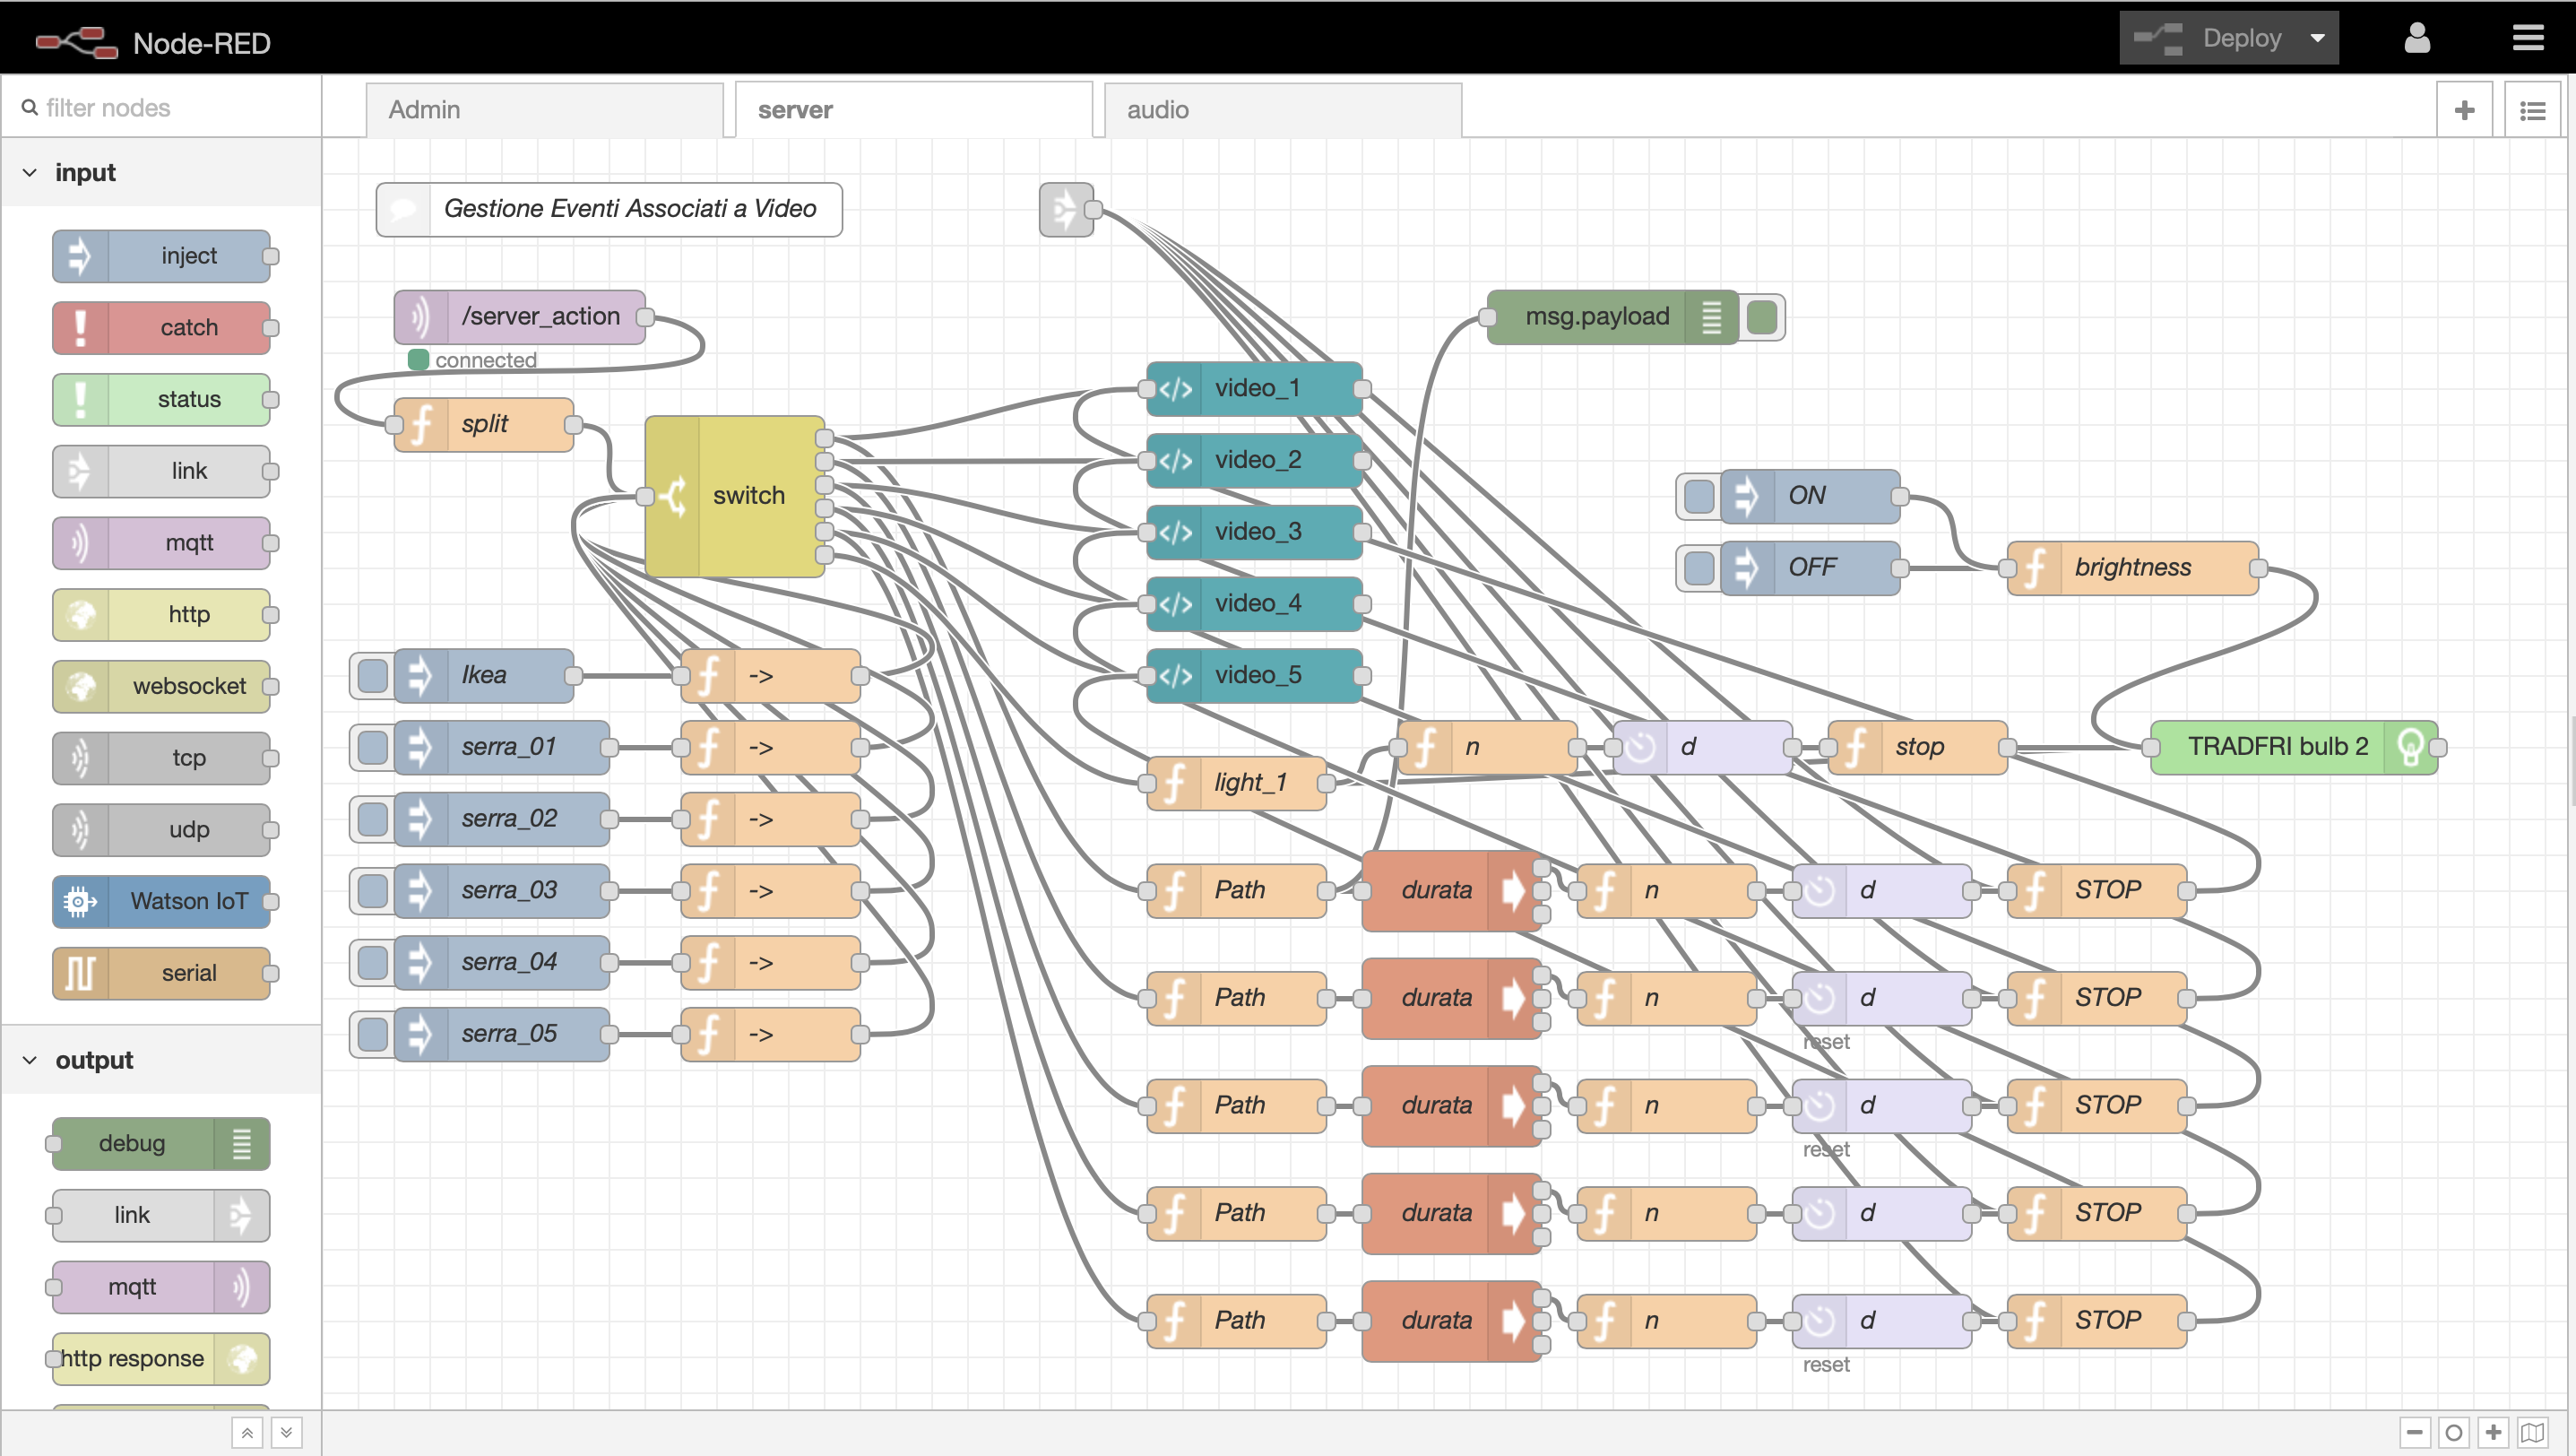 Node-RED
Deploy
filter nodes
Admin
server
audio
input
inject
catch
status
link
mqtt
http
websocket
tcp
udp
Watson IoT
serial
output
debug
link
mqtt
http response
Gestione Eventi Associati a Video
/server_action
connected
split
switch
Ikea
->
serra_01
->
serra_02
->
serra_03
->
serra_04
->
serra_05
->
msg.payload
video_1
video_2
video_3
video_4
video_5
ON
OFF
brightness
light_1
n
d
stop
TRADFRI bulb 2
Path
durata
n
d
STOP
Path
durata
n
d
STOP
reset
Path
durata
n
d
STOP
reset
Path
durata
n
d
STOP
Path
durata
n
d
STOP
reset